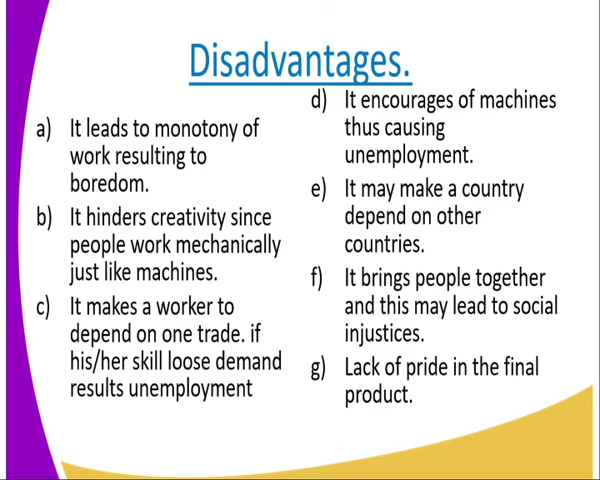 Disadvantages.
a) It leads to monotony of
work resulting to
boredom.
b) It hinders creativity since
people work mechanically
just like machines.
c) It makes a worker to
depend on one trade. if
his/her skill loose demand
results unemployment
d) It encourages of machines
thus causing
unemployment.
e) It may make a country
depend on other
countries.
f) It brings people together
and this may lead to social
injustices.
g) Lack of pride in the final
product.